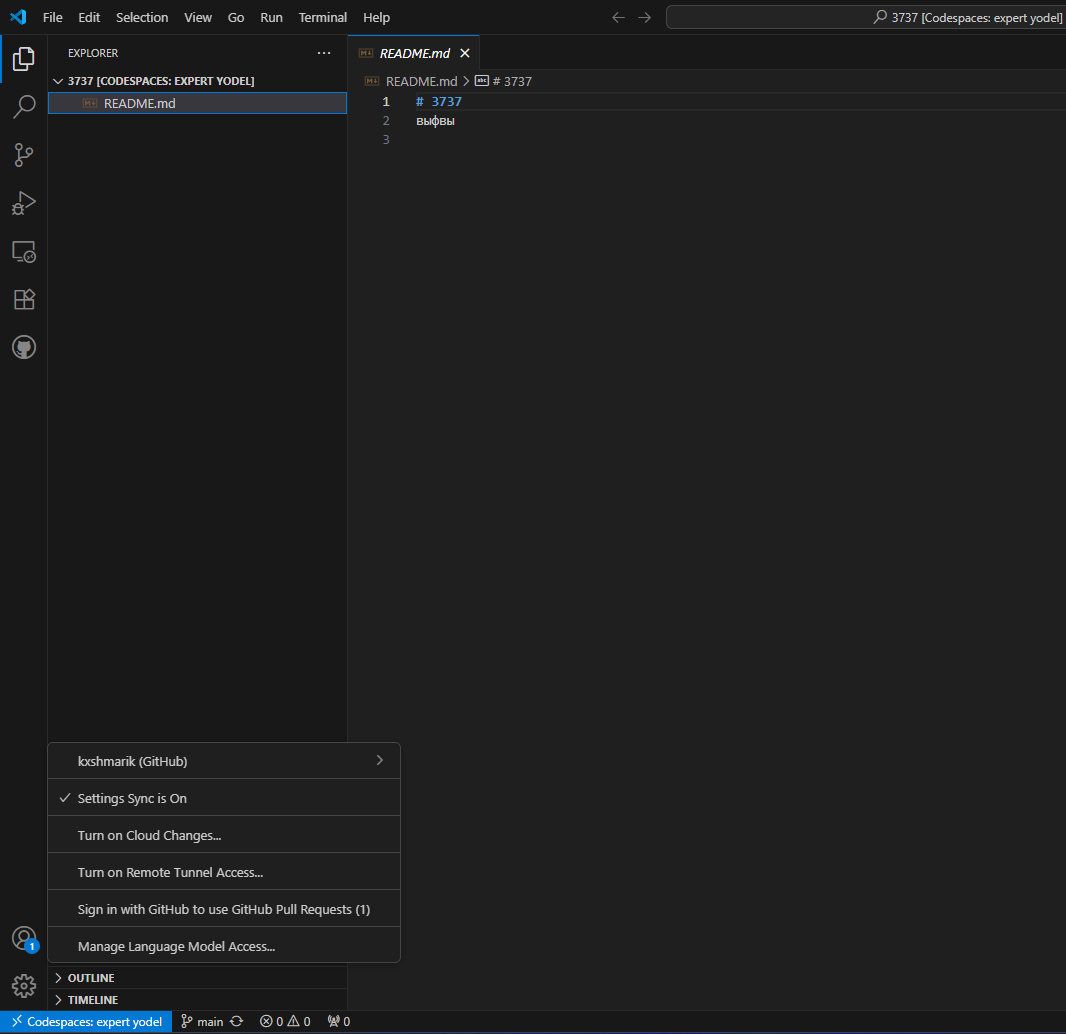 File Edit Selection View Go Run Terminal Help
3737 [Codespaces: expert yodel]
EXPLORER
README.md
3737 [CODESPACES: EXPERT YODEL]
README.md
README.md > # 3737
1 # 3737
2 выфвы
3
kxshmarik (GitHub)
Settings Sync is On
Turn on Cloud Changes...
Turn on Remote Tunnel Access...
Sign in with GitHub to use GitHub Pull Requests (1)
Manage Language Model Access...
1
OUTLINE
TIMELINE
Codespaces: expert yodel main 0 0 0